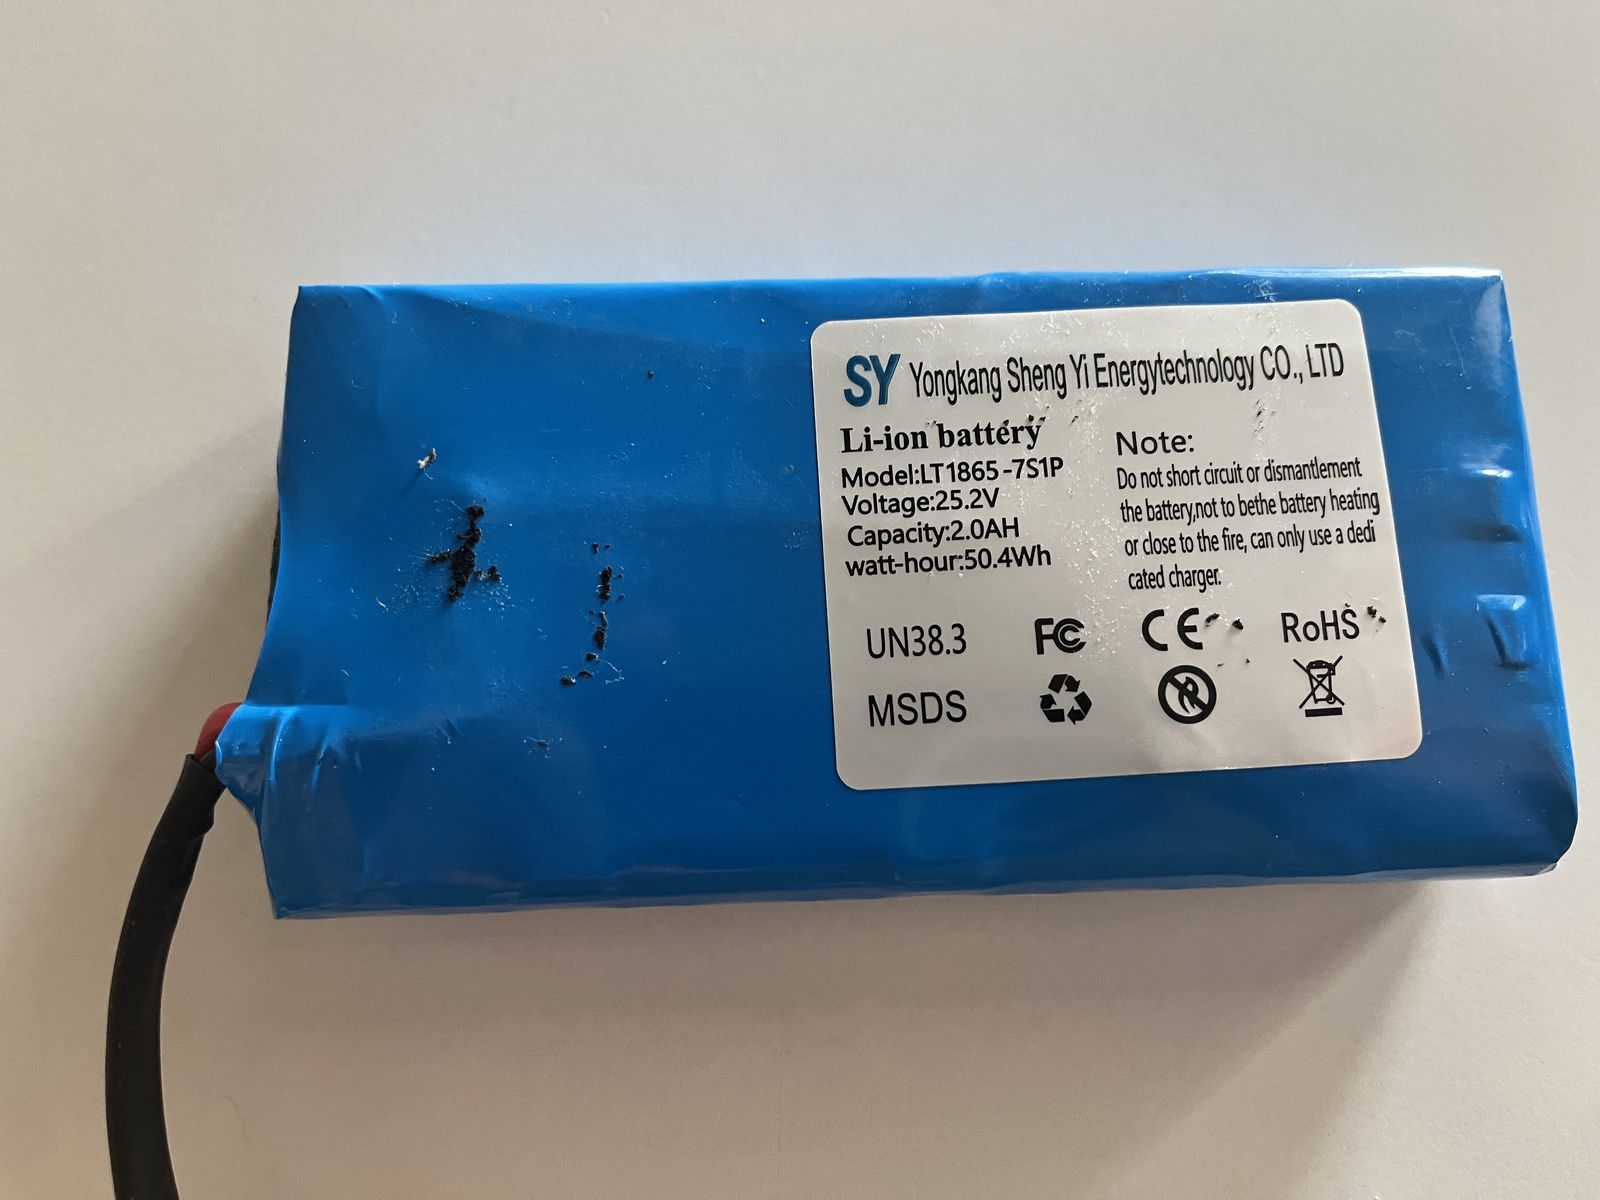 SY Yongkang Sheng Yi Energytechnology CO., LTD
Li-ion battery
Model:LT1865-7S1P
Voltage:25.2V
Capacity:2.0AH
watt-hour:50.4Wh
Note:
Do not short circuit or dismantlement
the battery,not to bethe battery heating
or close to the fire, can only use a dedi
cated charger.
UN38.3 FC CE RoHS
MSDS